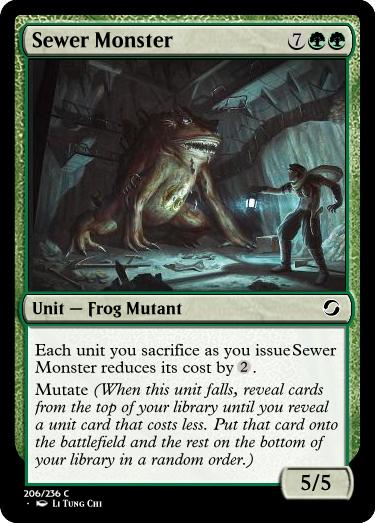 Sewer Monster 7
Unit — Frog Mutant
Each unit you sacrifice as you issue Sewer
Monster reduces its cost by 2 .
Mutate (When this unit falls, reveal cards
from the top of your library until you reveal
a unit card that costs less. Put that card onto
the battlefield and the rest on the bottom of
your library in a random order.)
5/5
206/236 C
Li Tung Chi